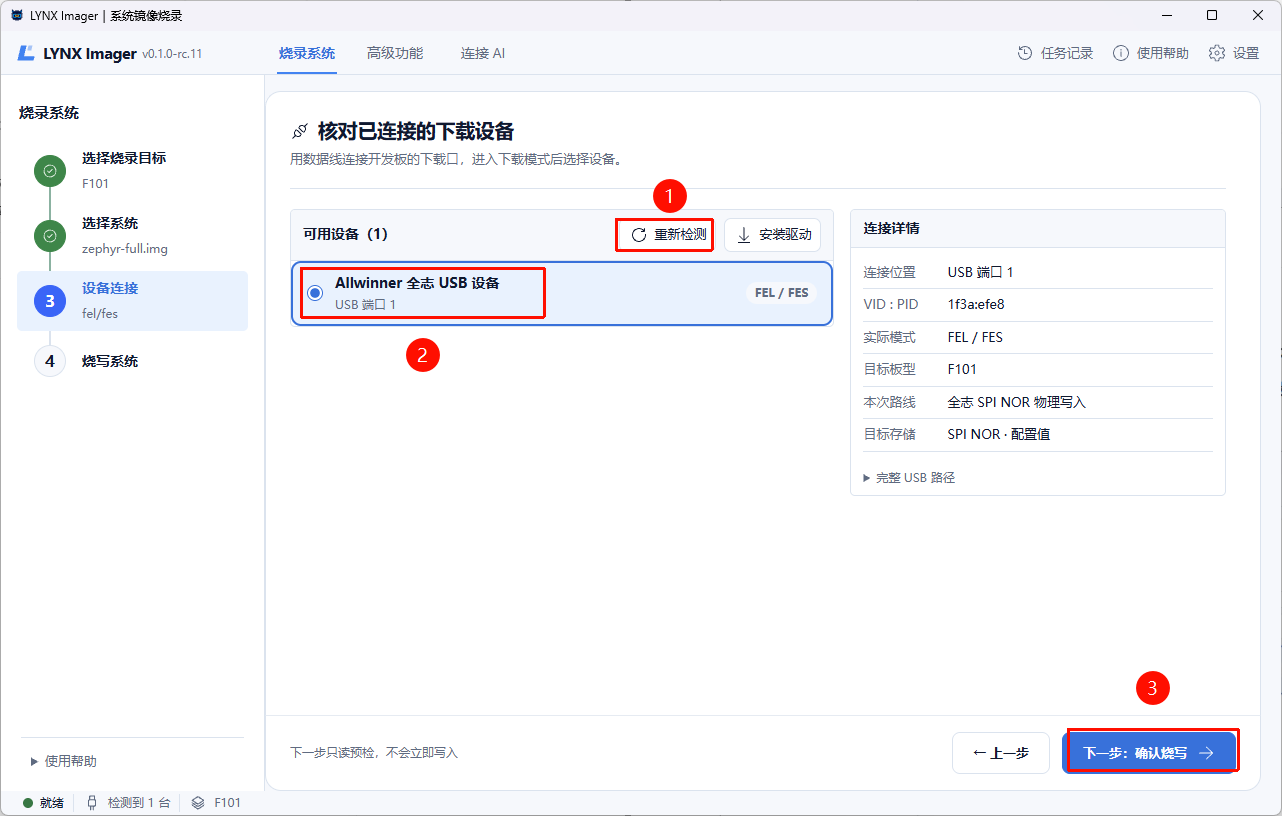 LYNX Imager | 系统镜像烧录
LYNX Imager v0.1.0-rc.11
烧录系统 高级功能 连接 AI
任务记录 使用帮助 设置
烧录系统
选择烧录目标
F101
选择系统
zephyr-full.img
3 设备连接
fel/fes
4 烧写系统
核对已连接的下载设备
用数据线连接开发板的下载口，进入下载模式后选择设备。
1
可用设备（1） 重新检测 安装驱动
Allwinner 全志 USB 设备
USB 端口 1
FEL / FES
2
连接详情
连接位置 USB 端口 1
VID : PID 1f3a:efe8
实际模式 FEL / FES
目标板型 F101
本次路线 全志 SPI NOR 物理写入
目标存储 SPI NOR · 配置值
完整 USB 路径
3
下一步只读预检，不会立即写入
←上一步
下一步：确认烧写 →
使用帮助
就绪 检测到 1 台 F101